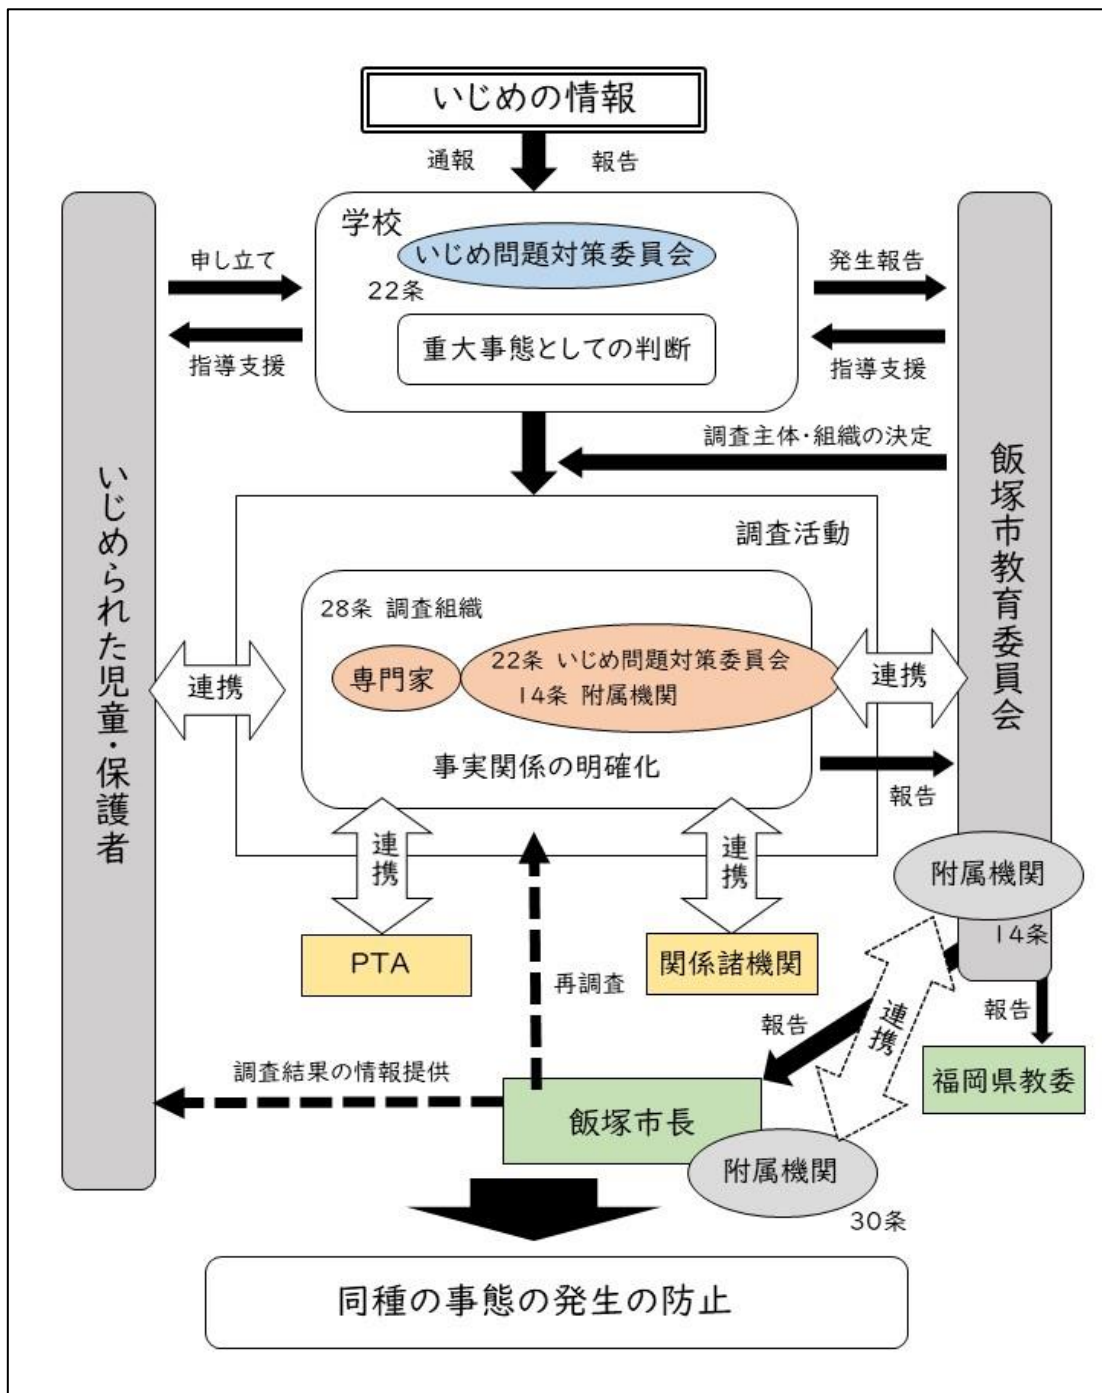 いじめの情報
通報
報告
学校
いじめ問題対策委員会
22条
重大事態としての判断
申し立て
指導支援
発生報告
指導支援
調査主体・組織の決定
いじめられた児童・保護者
飯塚市教育委員会
調査活動
28条 調査組織
専門家
22条 いじめ問題対策委員会
14条 附属機関
事実関係の明確化
連携
連携
報告
連携
連携
PTA
関係諸機関
附属機関
14条
再調査
報告
連携
報告
福岡県教委
調査結果の情報提供
飯塚市長
附属機関
30条
同種の事態の発生の防止